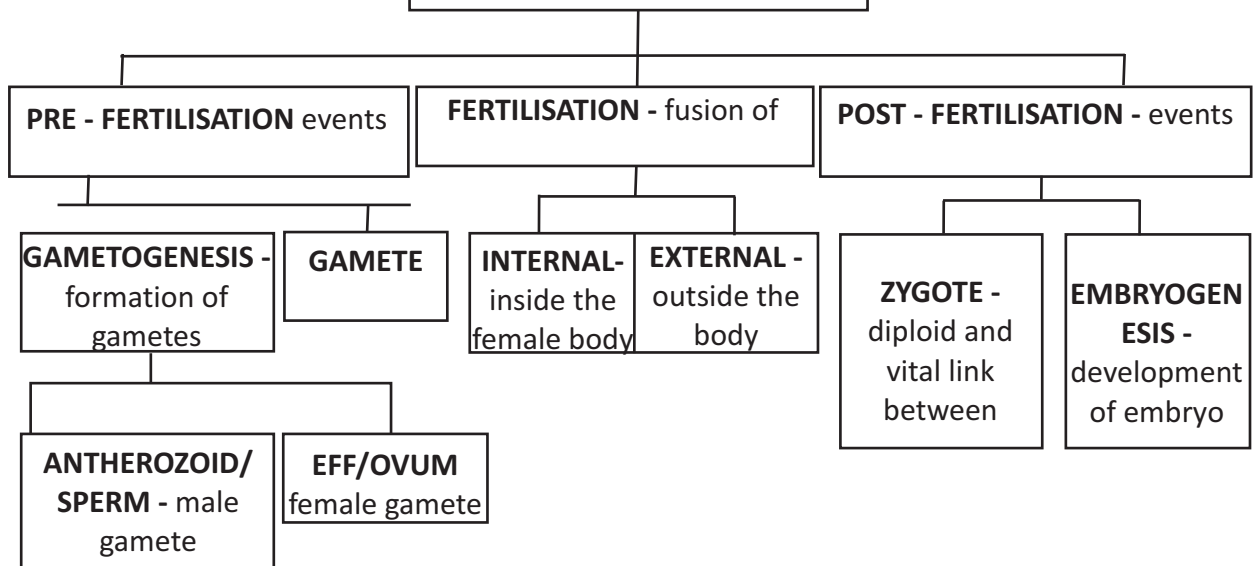 PRE - FERTILISATION events
FERTILISATION - fusion of
POST - FERTILISATION - events
GAMETOGENESIS -
formation of
gametes
GAMETE
INTERNAL-
inside the
female body
EXTERNAL -
outside the
body
ZYGOTE -
diploid and
vital link
between
EMBRYOGEN
ESIS -
development
of embryo
ANTHEROZOID/
SPERM - male
gamete
EFF/OVUM
female gamete